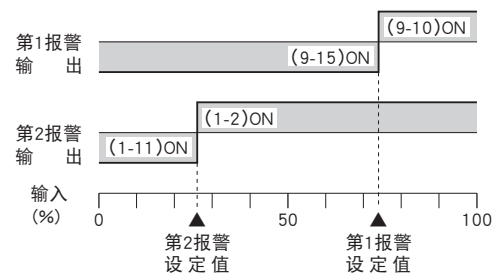 (9-10)ON
第1报警
输 出
(9-15)ON
(1-2)ON
第2报警
输 出
(1-11)ON
输入
(%)
0 50 100
第2报警 第1报警
设 定 值 设 定 值